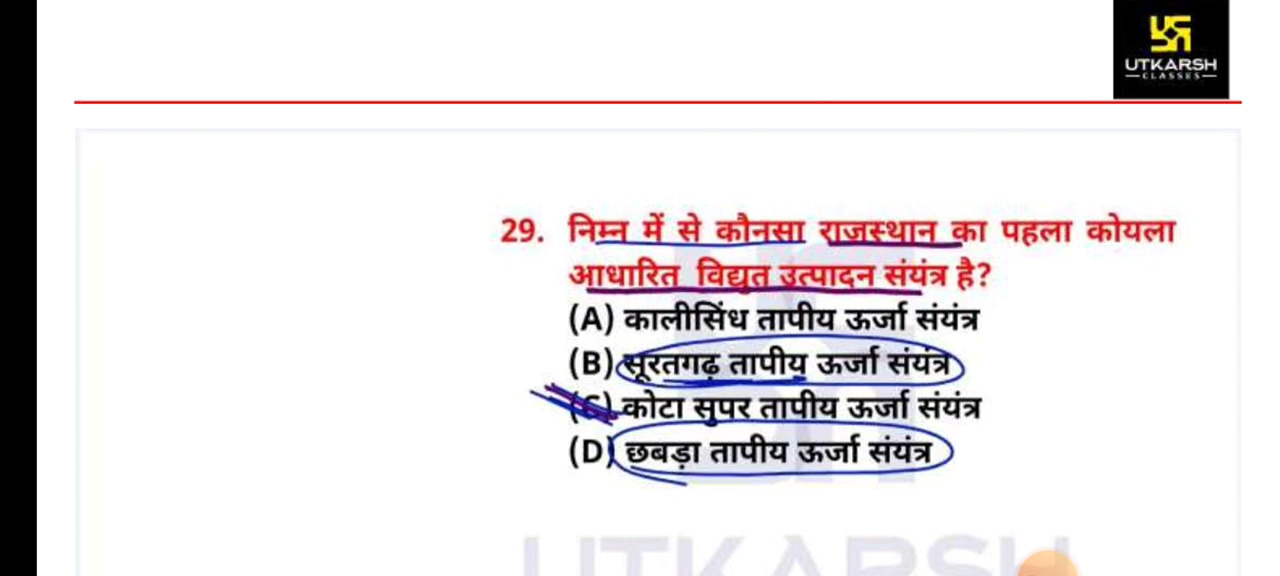 UTKARSH
CLASSES
29. निम्न में से कौनसा राजस्थान का पहला कोयला
आधारित विद्युत उत्पादन संयंत्र है?
(A) कालीसिंध तापीय ऊर्जा संयंत्र
(B) सूरतगढ़ तापीय ऊर्जा संयंत्र
(C) कोटा सुपर तापीय ऊर्जा संयंत्र
(D) छबड़ा तापीय ऊर्जा संयंत्र
UTKARSH